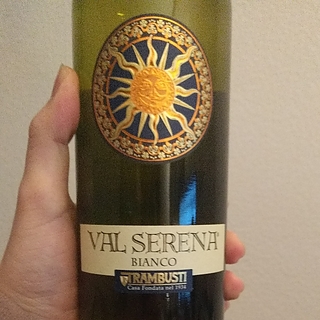 VAL SERENA®
BIANCO
TRAMBUSTI
Casa Fondata nel 1934